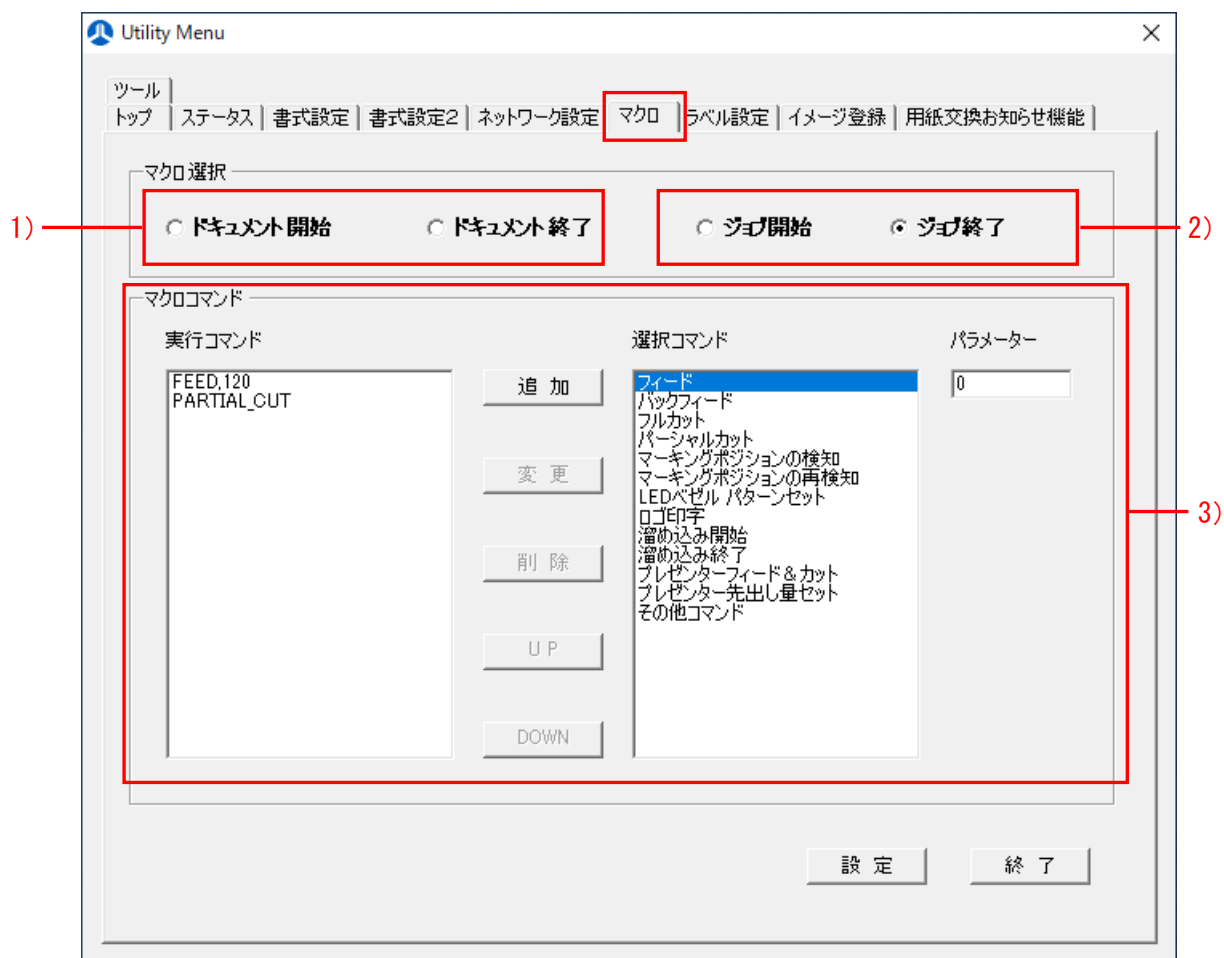 Utility Menu
ツール
トップ ステータス 書式設定 書式設定2 ネットワーク設定 マクロ ラベル設定 イメージ登録 用紙交換お知らせ機能
マクロ選択
1) ドキュメント開始 ドキュメント終了 ジョブ開始 ジョブ終了 2)
マクロコマンド
実行コマンド 選択コマンド パラメーター
FEED,120
PARTIAL_CUT
追 加
変 更
削 除
U P
DOWN
フィード
バックフィード
フルカット
パーシャルカット
マーキングポジションの検知
マーキングポジションの再検知
LEDベゼル パターンセット
ロゴ印字
溜め込み開始
溜め込み終了
プレゼンターフィード&カット
プレゼンター先出し量セット
その他コマンド
0
3)
設 定 終 了